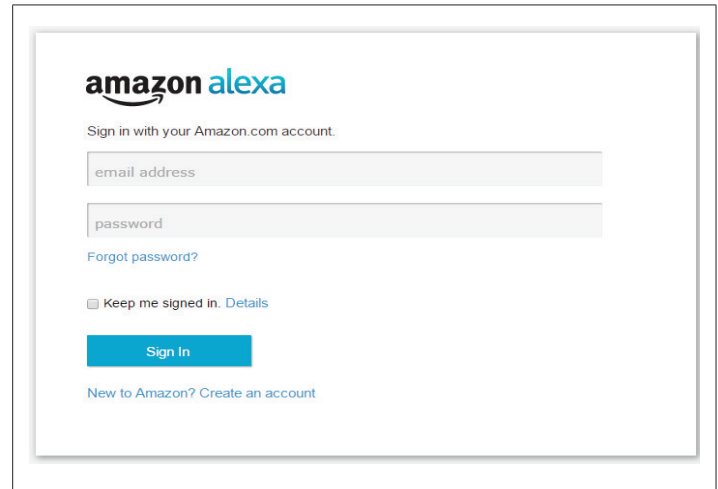 amazon alexa
Sign in with your Amazon.com account.
email address
password
Forgot password?
Keep me signed in. Details
Sign In
New to Amazon? Create an account